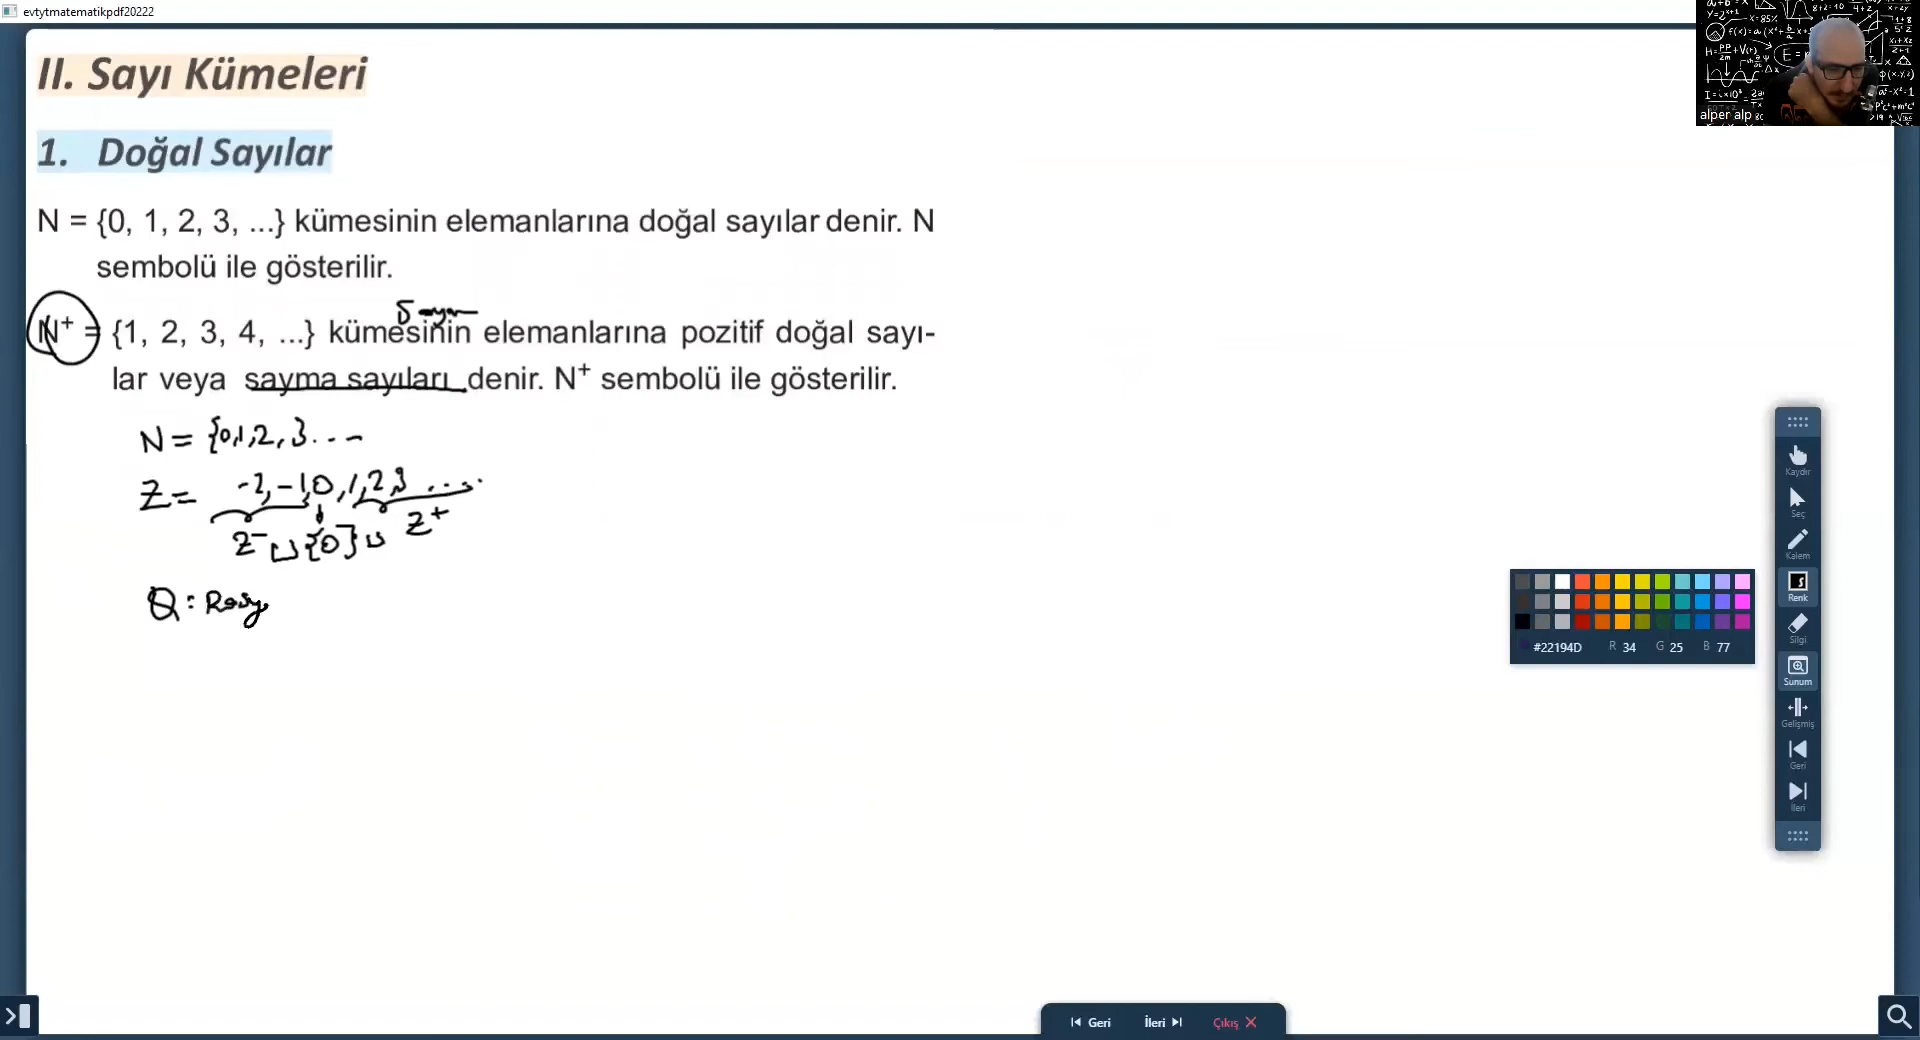 evtytmatematikpdf20222
II. Sayı Kümeleri
1. Doğal Sayılar
N = {0, 1, 2, 3, ...} kümesinin elemanlarına doğal sayılar denir. N
sembolü ile gösterilir.
N⁺ = {1, 2, 3, 4, ...} kümesinin elemanlarına pozitif doğal sayı-
lar veya sayma sayıları denir. N⁺ sembolü ile gösterilir.
N = {0,1,2,3...
Z = -2,-1,0,1,2,3 ....
Z⁻ ∪ {0} ∪ Z⁺
Q : Rasy
alper alp
Kaydır
Seç
Kalem
Renk
Silgi
Sunum
Gelişmiş
Geri
İleri
#22194D R 34 G 25 B 77
Geri İleri Çıkış